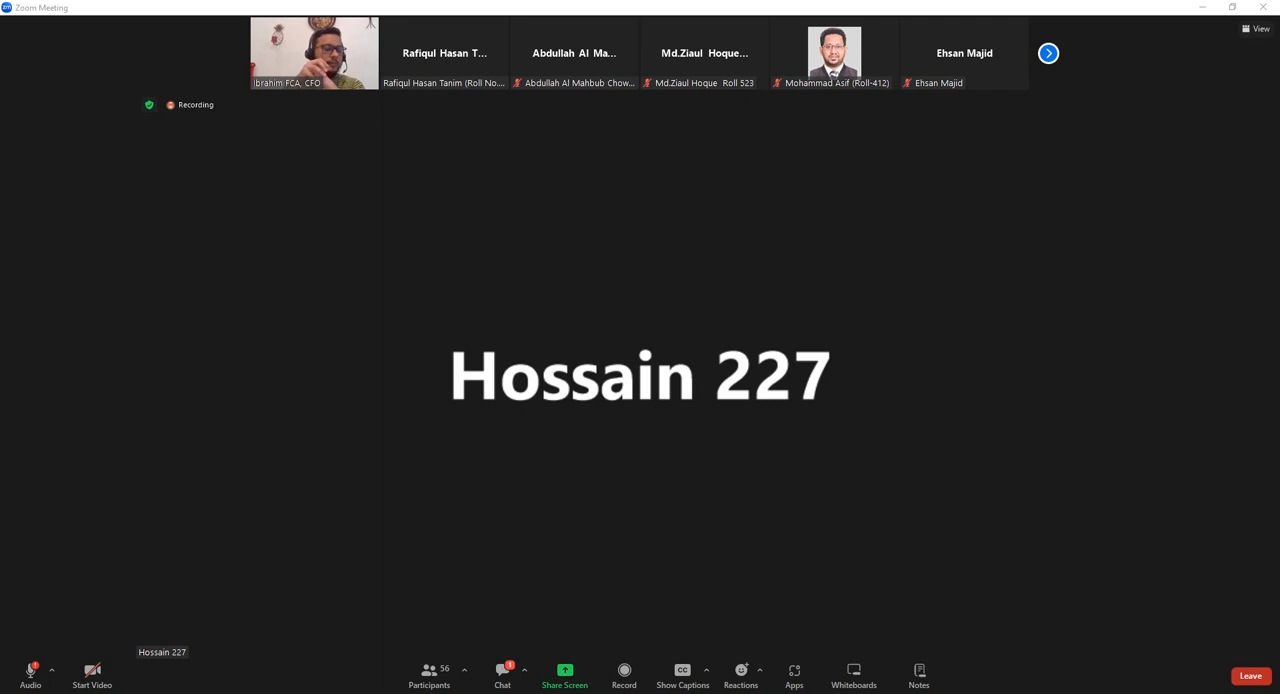 Zoom Meeting
View
Rafiqul Hasan T...
Abdullah Al Ma...
Md.Ziaul Hoque...
Ehsan Majid
Ibrahim FCA, CFO
Rafiqul Hasan Tanim (Roll No....
Abdullah Al Mahbub Chow...
Md.Ziaul Hoque Roll 523
Mohammad Asif (Roll-412)
Ehsan Majid
Recording
Hossain 227
Hossain 227
Audio
Start Video
56
Participants
1
Chat
Share Screen
Record
CC
Show Captions
Reactions
Apps
Whiteboards
Notes
Leave